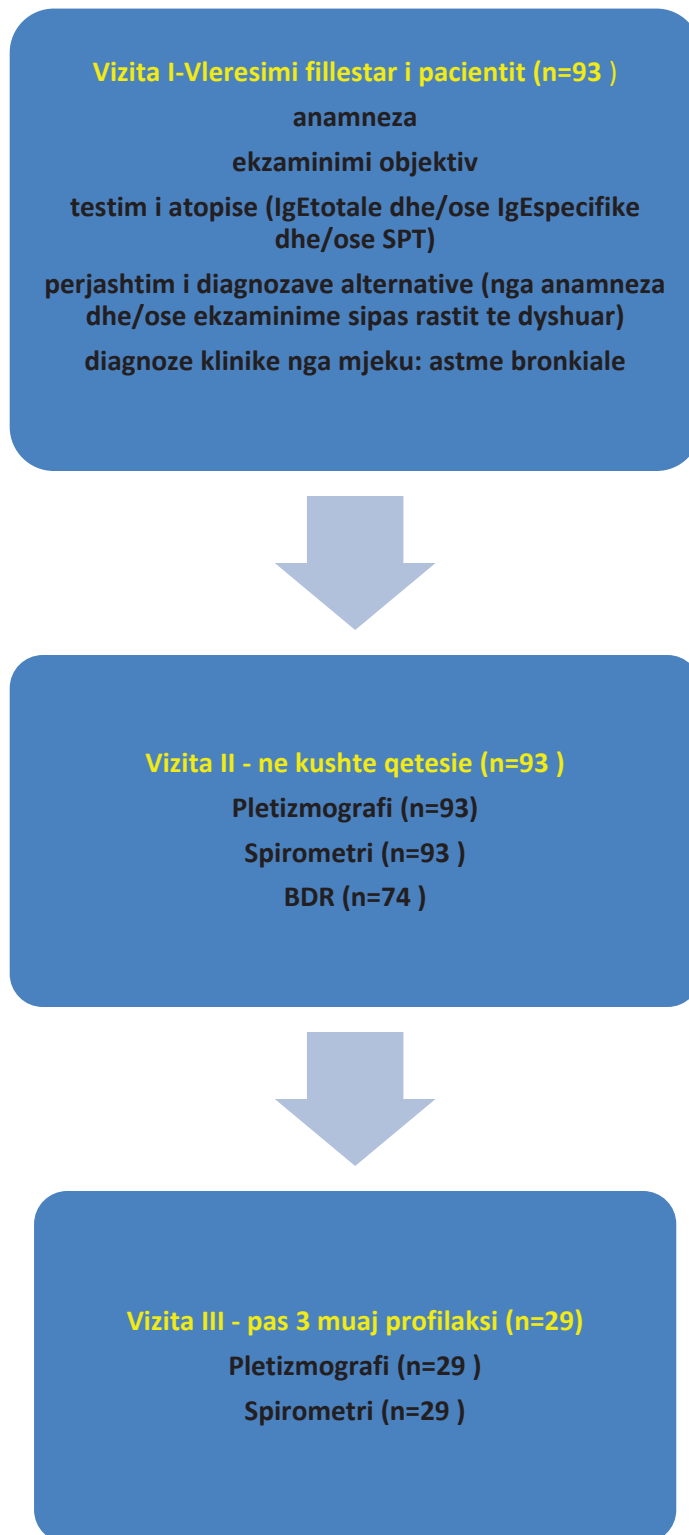 Vizita I-Vleresimi fillestar i pacientit (n=93 )
anamneza
ekzaminimi objektiv
testim i atopise (IgEtotale dhe/ose IgEspecifike
dhe/ose SPT)
perjashtim i diagnozave alternative (nga anamneza
dhe/ose ekzaminime sipas rastit te dyshuar)
diagnoze klinike nga mjeku: astme bronkiale
Vizita II - ne kushte qetesie (n=93 )
Pletizmografi (n=93)
Spirometri (n=93 )
BDR (n=74 )
Vizita III - pas 3 muaj profilaksi (n=29)
Pletizmografi (n=29 )
Spirometri (n=29 )